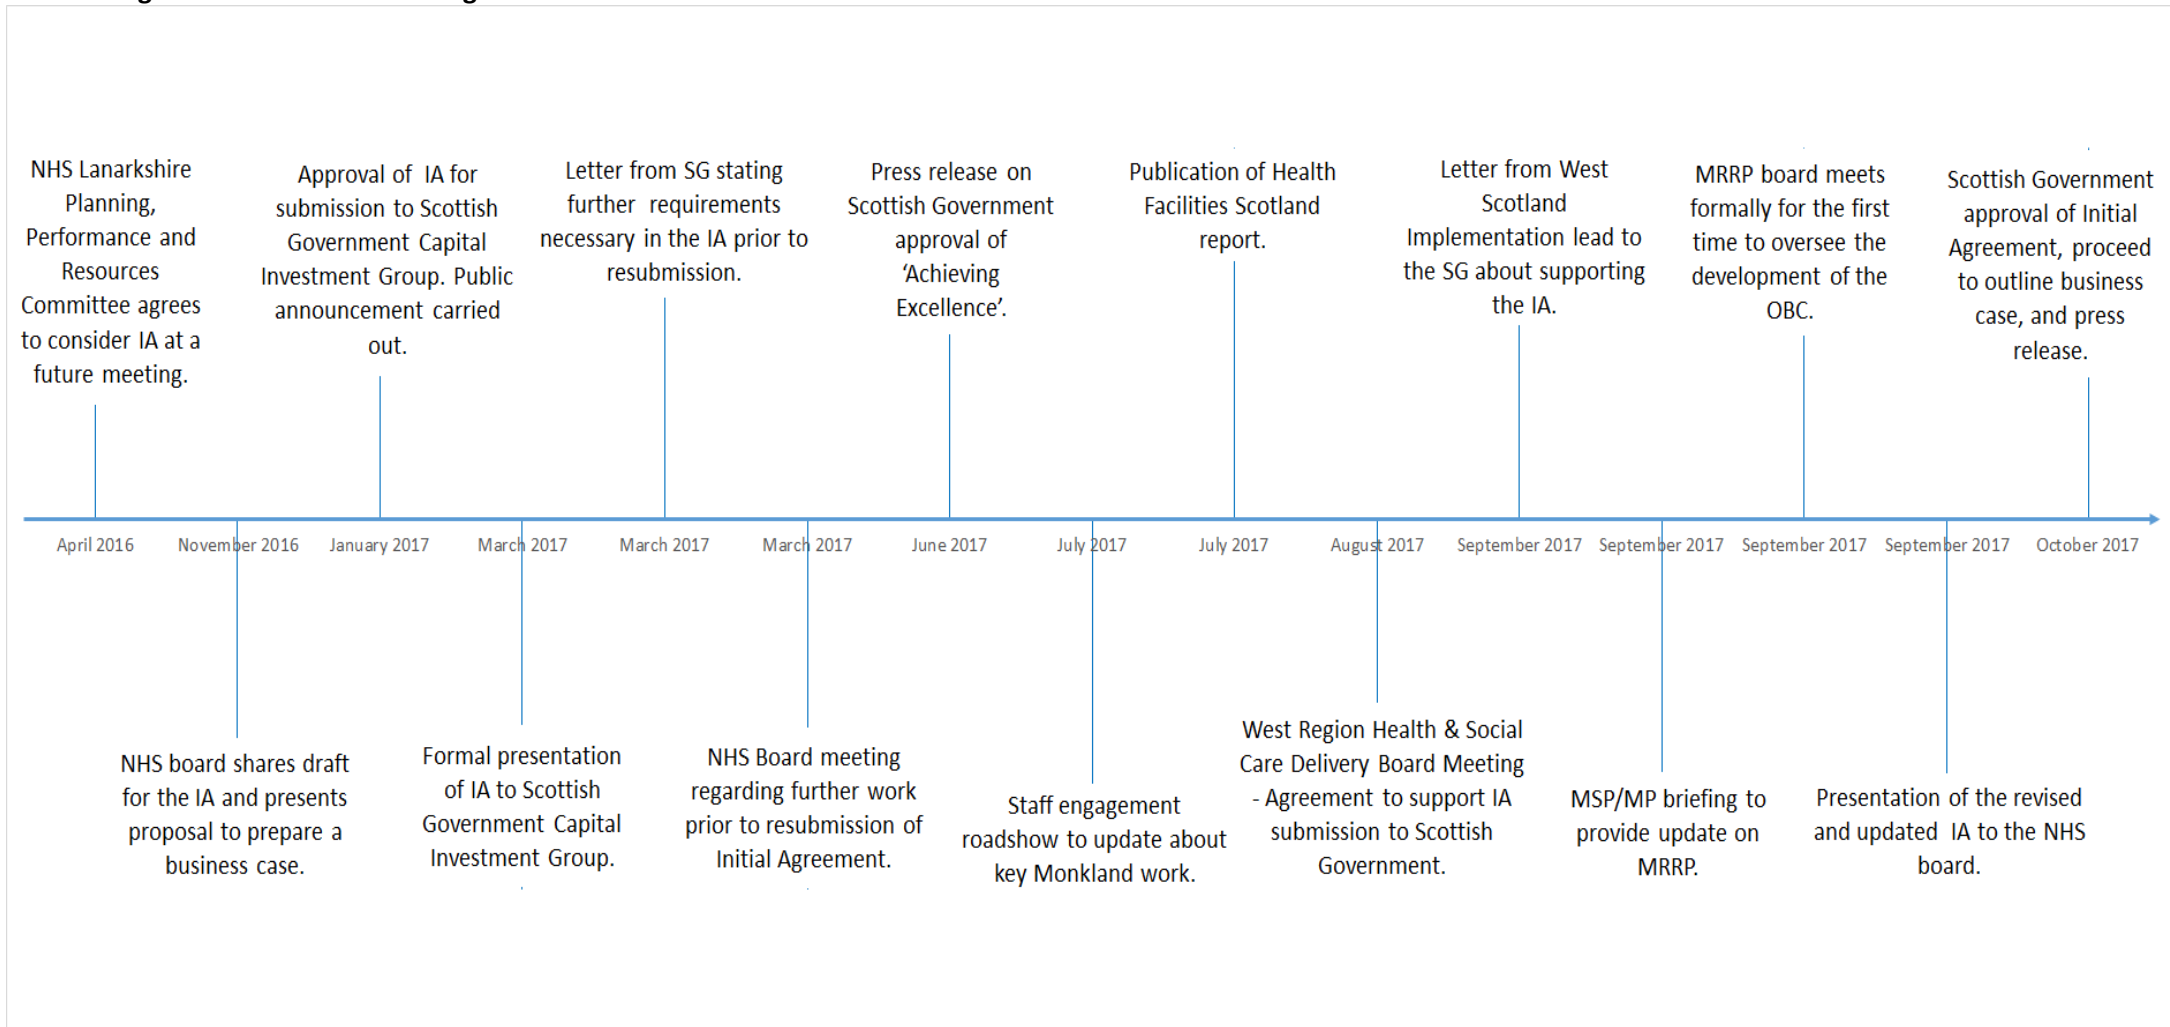 NHS Lanarkshire
Planning,
Performance and
Resources
Committee agrees
to consider IA at a
future meeting.
Approval of IA for
submission to Scottish
Government Capital
Investment Group. Public
announcement carried
out.
Letter from SG stating
further requirements
necessary in the IA prior to
resubmission.
Press release on
Scottish Government
approval of
‘Achieving
Excellence’.
Publication of Health
Facilities Scotland
report.
Letter from West
Scotland
Implementation lead to
the SG about supporting
the IA.
MRRP board meets
formally for the first
time to oversee the
development of the
OBC.
Scottish Government
approval of Initial
Agreement, proceed
to outline business
case, and press
release.
April 2016
November 2016
January 2017
March 2017
March 2017
March 2017
June 2017
July 2017
July 2017
August 2017
September 2017
September 2017
September 2017
September 2017
October 2017
NHS board shares draft
for the IA and presents
proposal to prepare a
business case.
Formal presentation
of IA to Scottish
Government Capital
Investment Group.
NHS Board meeting
regarding further work
prior to resubmission of
Initial Agreement.
Staff engagement
roadshow to update about
key Monkland work.
West Region Health & Social
Care Delivery Board Meeting
- Agreement to support IA
submission to Scottish
Government.
MSP/MP briefing to
provide update on
MRRP.
Presentation of the revised
and updated IA to the NHS
board.